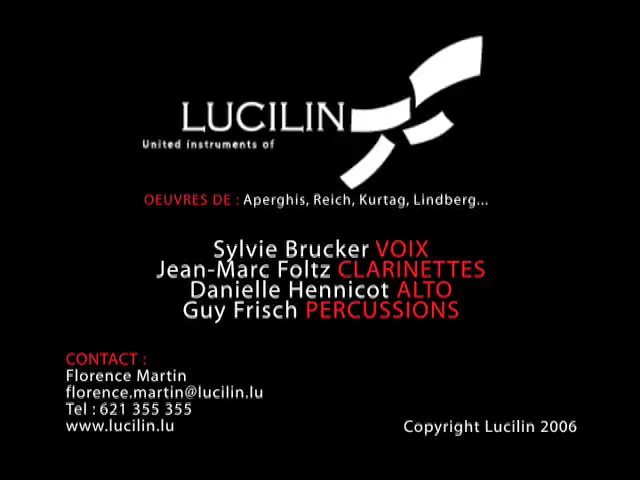 LUCILIN
United instruments of
OEUVRES DE : Aperghis, Reich, Kurtag, Lindberg...
Sylvie Brucker VOIX
Jean-Marc Foltz CLARINETTES
Danielle Hennicot ALTO
Guy Frisch PERCUSSIONS
CONTACT :
Florence Martin
florence.martin@lucilin.lu
Tel : 621 355 355
www.lucilin.lu
Copyright Lucilin 2006